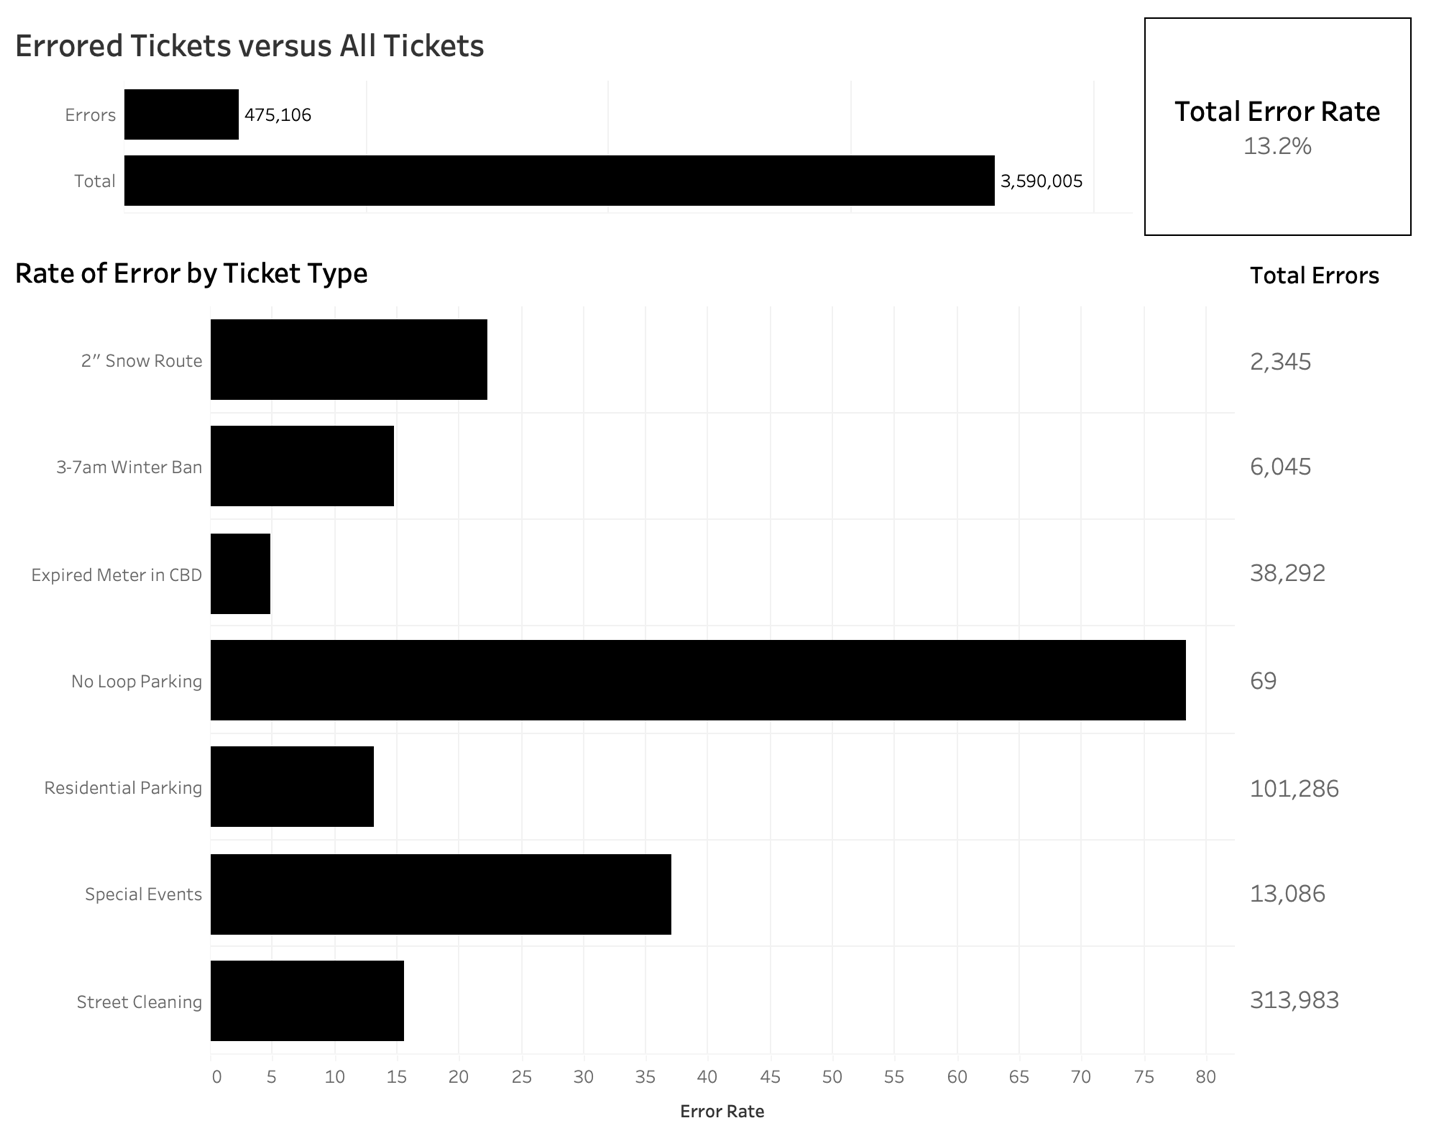 Errored Tickets versus All Tickets
Errors 475,106
Total 3,590,005
Total Error Rate
13.2%
Rate of Error by Ticket Type
Total Errors
2″ Snow Route 2,345
3-7am Winter Ban 6,045
Expired Meter in CBD 38,292
No Loop Parking 69
Residential Parking 101,286
Special Events 13,086
Street Cleaning 313,983
0 5 10 15 20 25 30 35 40 45 50 55 60 65 70 75 80
Error Rate